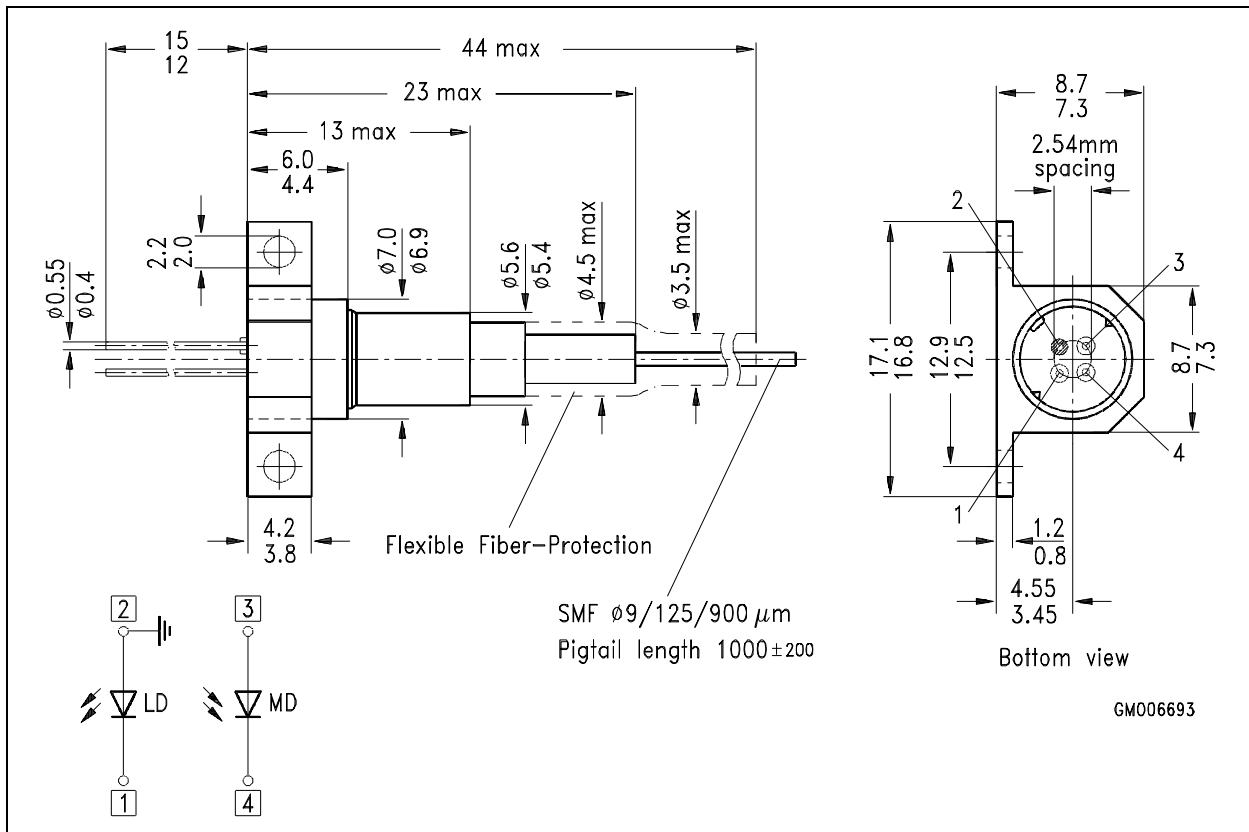 15
12
44 max
23 max
13 max
6.0
4.4
2.2
2.0
ø0.55
ø0.4
ø7.0
ø6.9
ø5.6
ø5.4
ø4.5 max
ø3.5 max
4.2
3.8
Flexible Fiber-Protection
SMF ø9/125/900 µm
Pigtail length 1000±200
8.7
7.3
2.54mm
spacing
2
3
17.1
16.8
12.9
12.5
8.7
7.3
1
4
1.2
0.8
4.55
3.45
Bottom view
GM006693
2
3
LD
MD
1
4